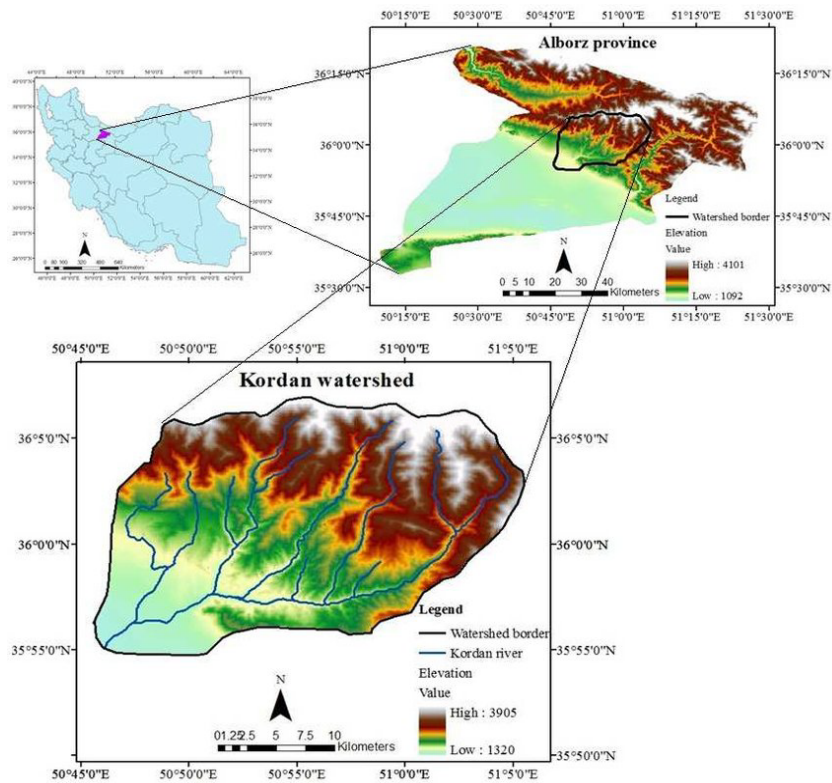 50°15'0"E 50°30'0"E 50°45'0"E 51°0'0"E 51°15'0"E 51°30'0"E
Alborz province
36°15'0"N
36°0'0"N
35°45'0"N
35°30'0"N
36°15'0"N
36°0'0"N
35°45'0"N
35°30'0"N
Legend
Watershed border
Elevation
Value
High : 4101
Low : 1092
N
0 5 10 20 30 40
Kilometers
50°15'0"E 50°30'0"E 50°45'0"E 51°0'0"E 51°15'0"E 51°30'0"E
N
Kilometers
50°45'0"E 50°50'0"E 50°55'0"E 51°0'0"E 51°5'0"E
Kordan watershed
36°5'0"N
36°0'0"N
35°55'0"N
36°5'0"N
36°0'0"N
35°55'0"N
35°50'0"N
Legend
Watershed border
Kordan river
Elevation
Value
High : 3905
Low : 1320
N
01.252.5 5 7.5 10
Kilometers
50°45'0"E 50°50'0"E 50°55'0"E 51°0'0"E 51°5'0"E